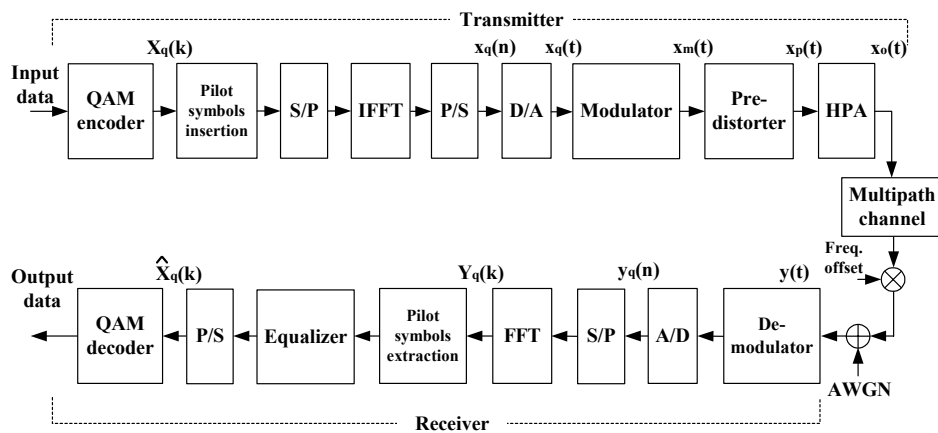 Transmitter
Xq(k)
xq(n)
xq(t)
xm(t)
xp(t)
xo(t)
Input
data
QAM
encoder
Pilot
symbols
insertion
S/P
IFFT
P/S
D/A
Modulator
Pre-
distorter
HPA
Multipath
channel
Freq.
offset
Output
data
X̂q(k)
Yq(k)
yq(n)
y(t)
QAM
decoder
P/S
Equalizer
Pilot
symbols
extraction
FFT
S/P
A/D
De-
modulator
AWGN
Receiver